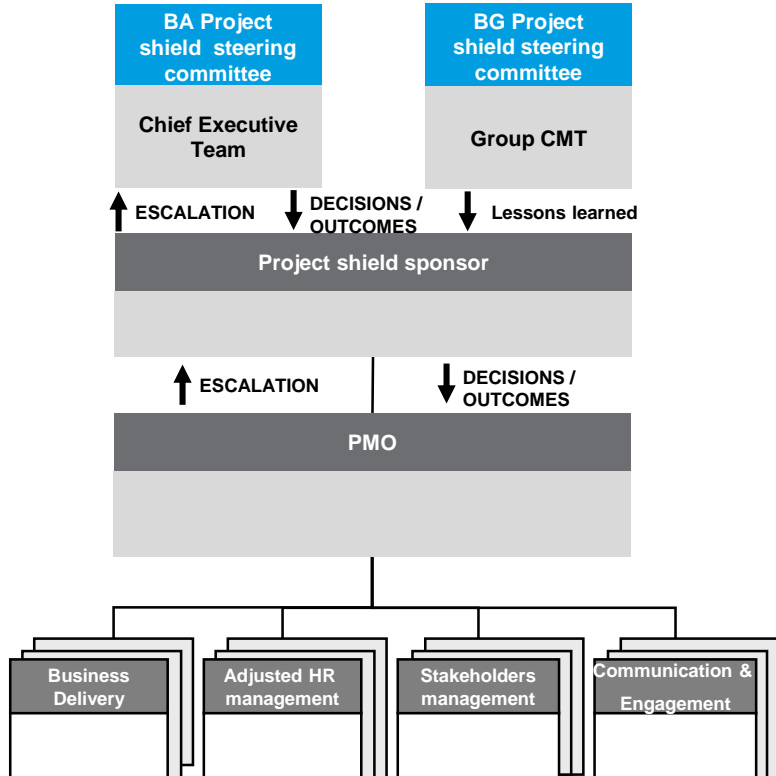 BA Project
shield steering
committee
BG Project
shield steering
committee
Chief Executive
Team
Group CMT
ESCALATION
DECISIONS /
OUTCOMES
Lessons learned
Project shield sponsor
ESCALATION
DECISIONS /
OUTCOMES
PMO
Business
Delivery
Adjusted HR
management
Stakeholders
management
Communication &
Engagement